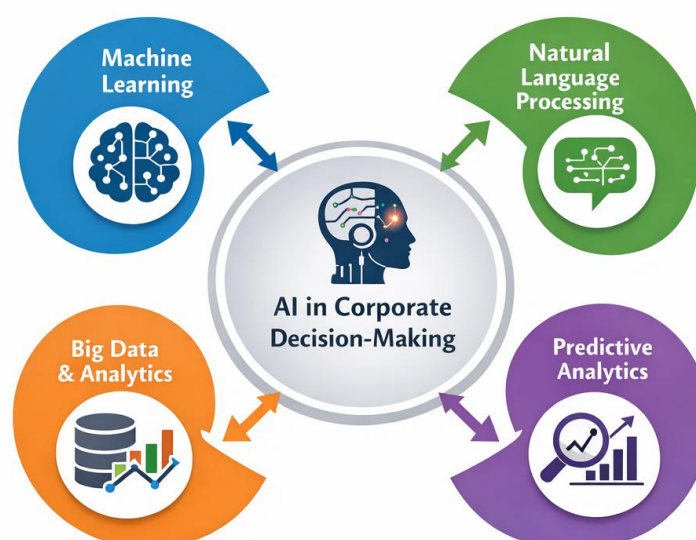 Machine
Learning
Natural
Language
Processing
AI in Corporate
Decision-Making
Big Data
& Analytics
Predictive
Analytics